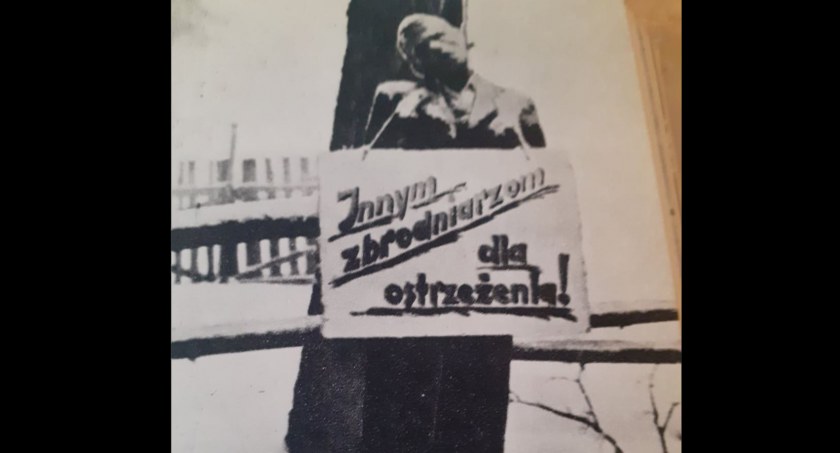 Innym
zbrodniarzom
dla
ostrzeżenia!